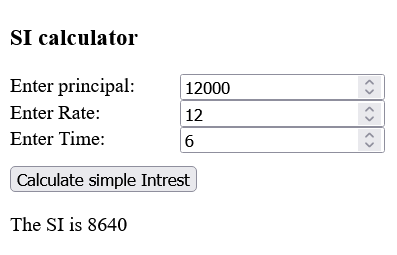 SI calculator
Enter principal: 12000
Enter Rate: 12
Enter Time: 6
Calculate simple Intrest
The SI is 8640